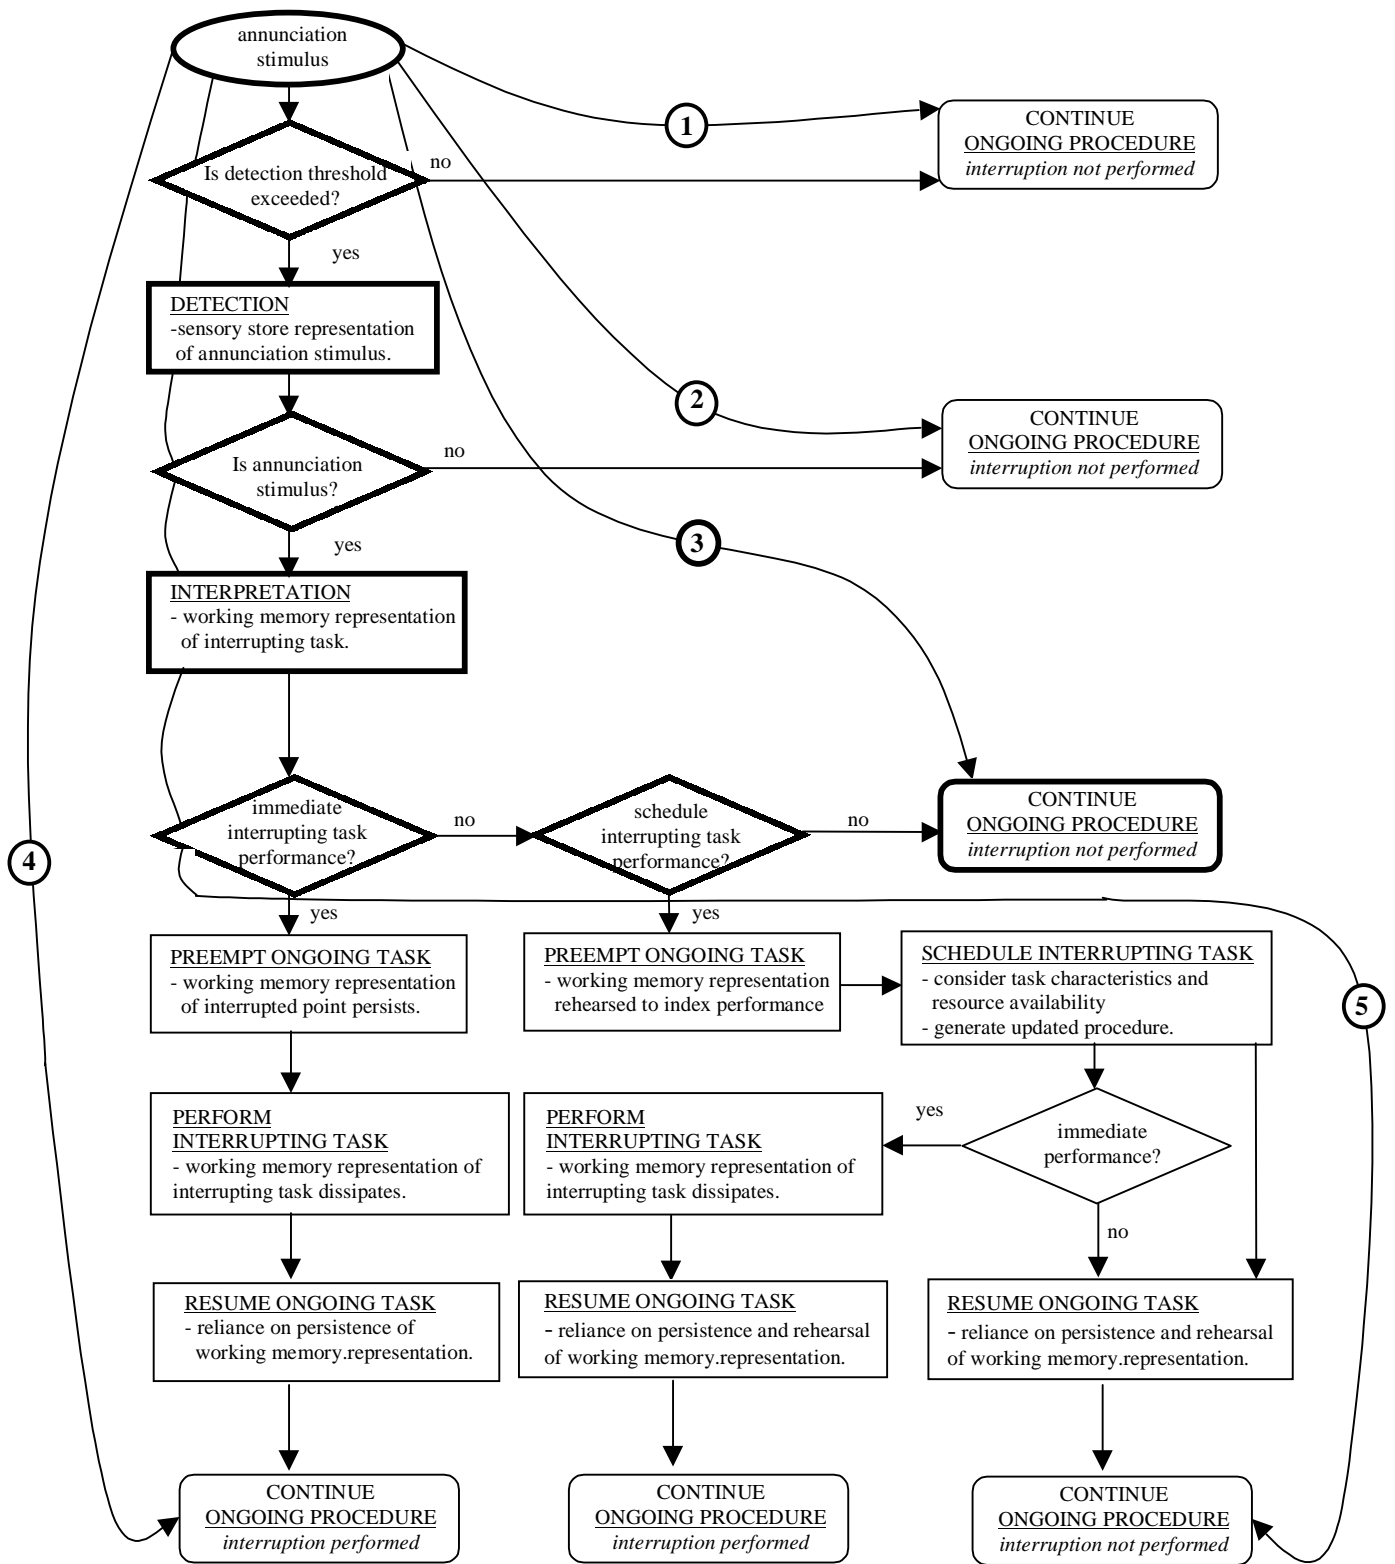 annunciation
stimulus
1
CONTINUE
ONGOING PROCEDURE
interruption not performed
no
Is detection threshold
exceeded?
yes
DETECTION
-sensory store representation
of annunciation stimulus.
2
CONTINUE
ONGOING PROCEDURE
interruption not performed
no
Is annunciation
stimulus?
3
yes
INTERPRETATION
- working memory representation
of interrupting task.
immediate
interrupting task
performance?
no
schedule
interrupting task
performance?
no
CONTINUE
ONGOING PROCEDURE
interruption not performed
4
yes
yes
PREEMPT ONGOING TASK
- working memory representation
of interrupted point persists.
PREEMPT ONGOING TASK
- working memory representation
rehearsed to index performance
SCHEDULE INTERRUPTING TASK
- consider task characteristics and
resource availability
- generate updated procedure.
5
PERFORM
INTERRUPTING TASK
- working memory representation of
interrupting task dissipates.
PERFORM
INTERRUPTING TASK
- working memory representation of
interrupting task dissipates.
yes
immediate
performance?
no
RESUME ONGOING TASK
- reliance on persistence of
working memory.representation.
RESUME ONGOING TASK
- reliance on persistence and rehearsal
of working memory.representation.
RESUME ONGOING TASK
- reliance on persistence and rehearsal
of working memory.representation.
CONTINUE
ONGOING PROCEDURE
interruption performed
CONTINUE
ONGOING PROCEDURE
interruption performed
CONTINUE
ONGOING PROCEDURE
interruption not performed